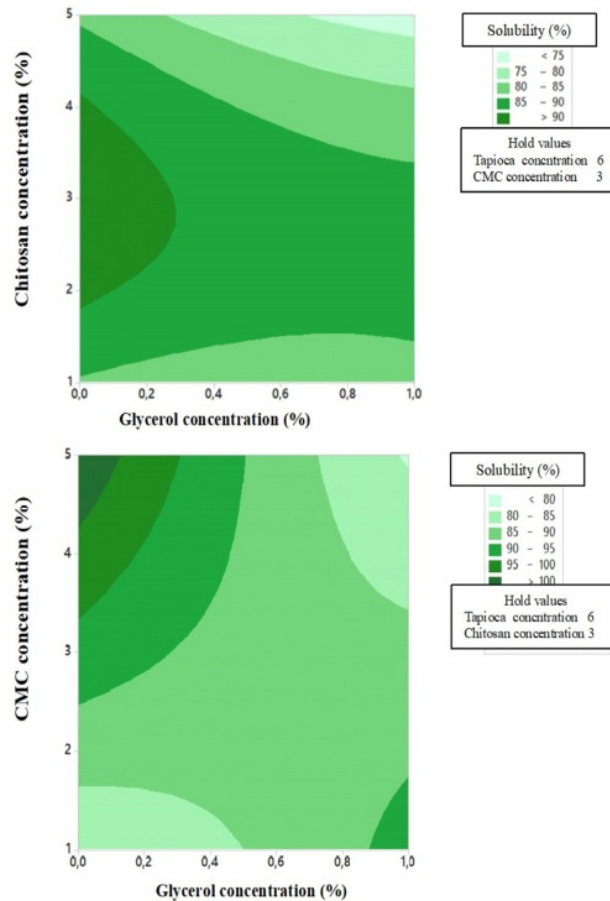 Solubility (%)
< 75
75 – 80
80 – 85
85 – 90
> 90
Hold values
Tapioca concntration 6
CMC concentration 3
Chitosan concentration (%)
5
4
3
2
1
0,0 0,2 0,4 0,6 0,8 1,0
Glycerol concentration (%)
Solubility (%)
< 80
80 – 85
85 – 90
90 – 95
95 – 100
> 100
Hold values
Tapioca concntration 6
Chitosan concentration 3
CMC concentration (%)
5
4
3
2
1
0,0 0,2 0,4 0,6 0,8 1,0
Glycerol concentration (%)